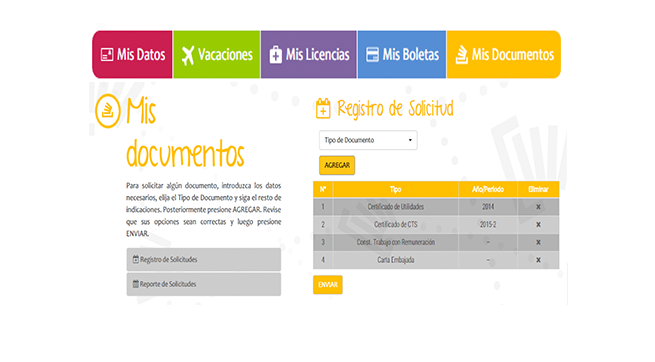 Mis Datos
Vacaciones
Mis Licencias
Mis Boletas
Mis Documentos
Mis
documentos
Para solicitar algún documento, introduzca los datos
necesarios, elija el Tipo de Documento y siga el resto de
indicaciones. Posteriormente presione AGREGAR. Revise
que sus opciones sean correctas y luego presione
ENVIAR.
Registro de Solicitudes
Reporte de Solicitudes
Registro de Solicitud
Tipo de Documento
AGREGAR
N° Tipo Año/Periodo Eliminar
1 Certificado de Utilidades 2014 ✖
2 Certificado de CTS 2015-2 ✖
3 Const. Trabajo con Remuneración -- ✖
4 Carta Embajada -- ✖
ENVIAR